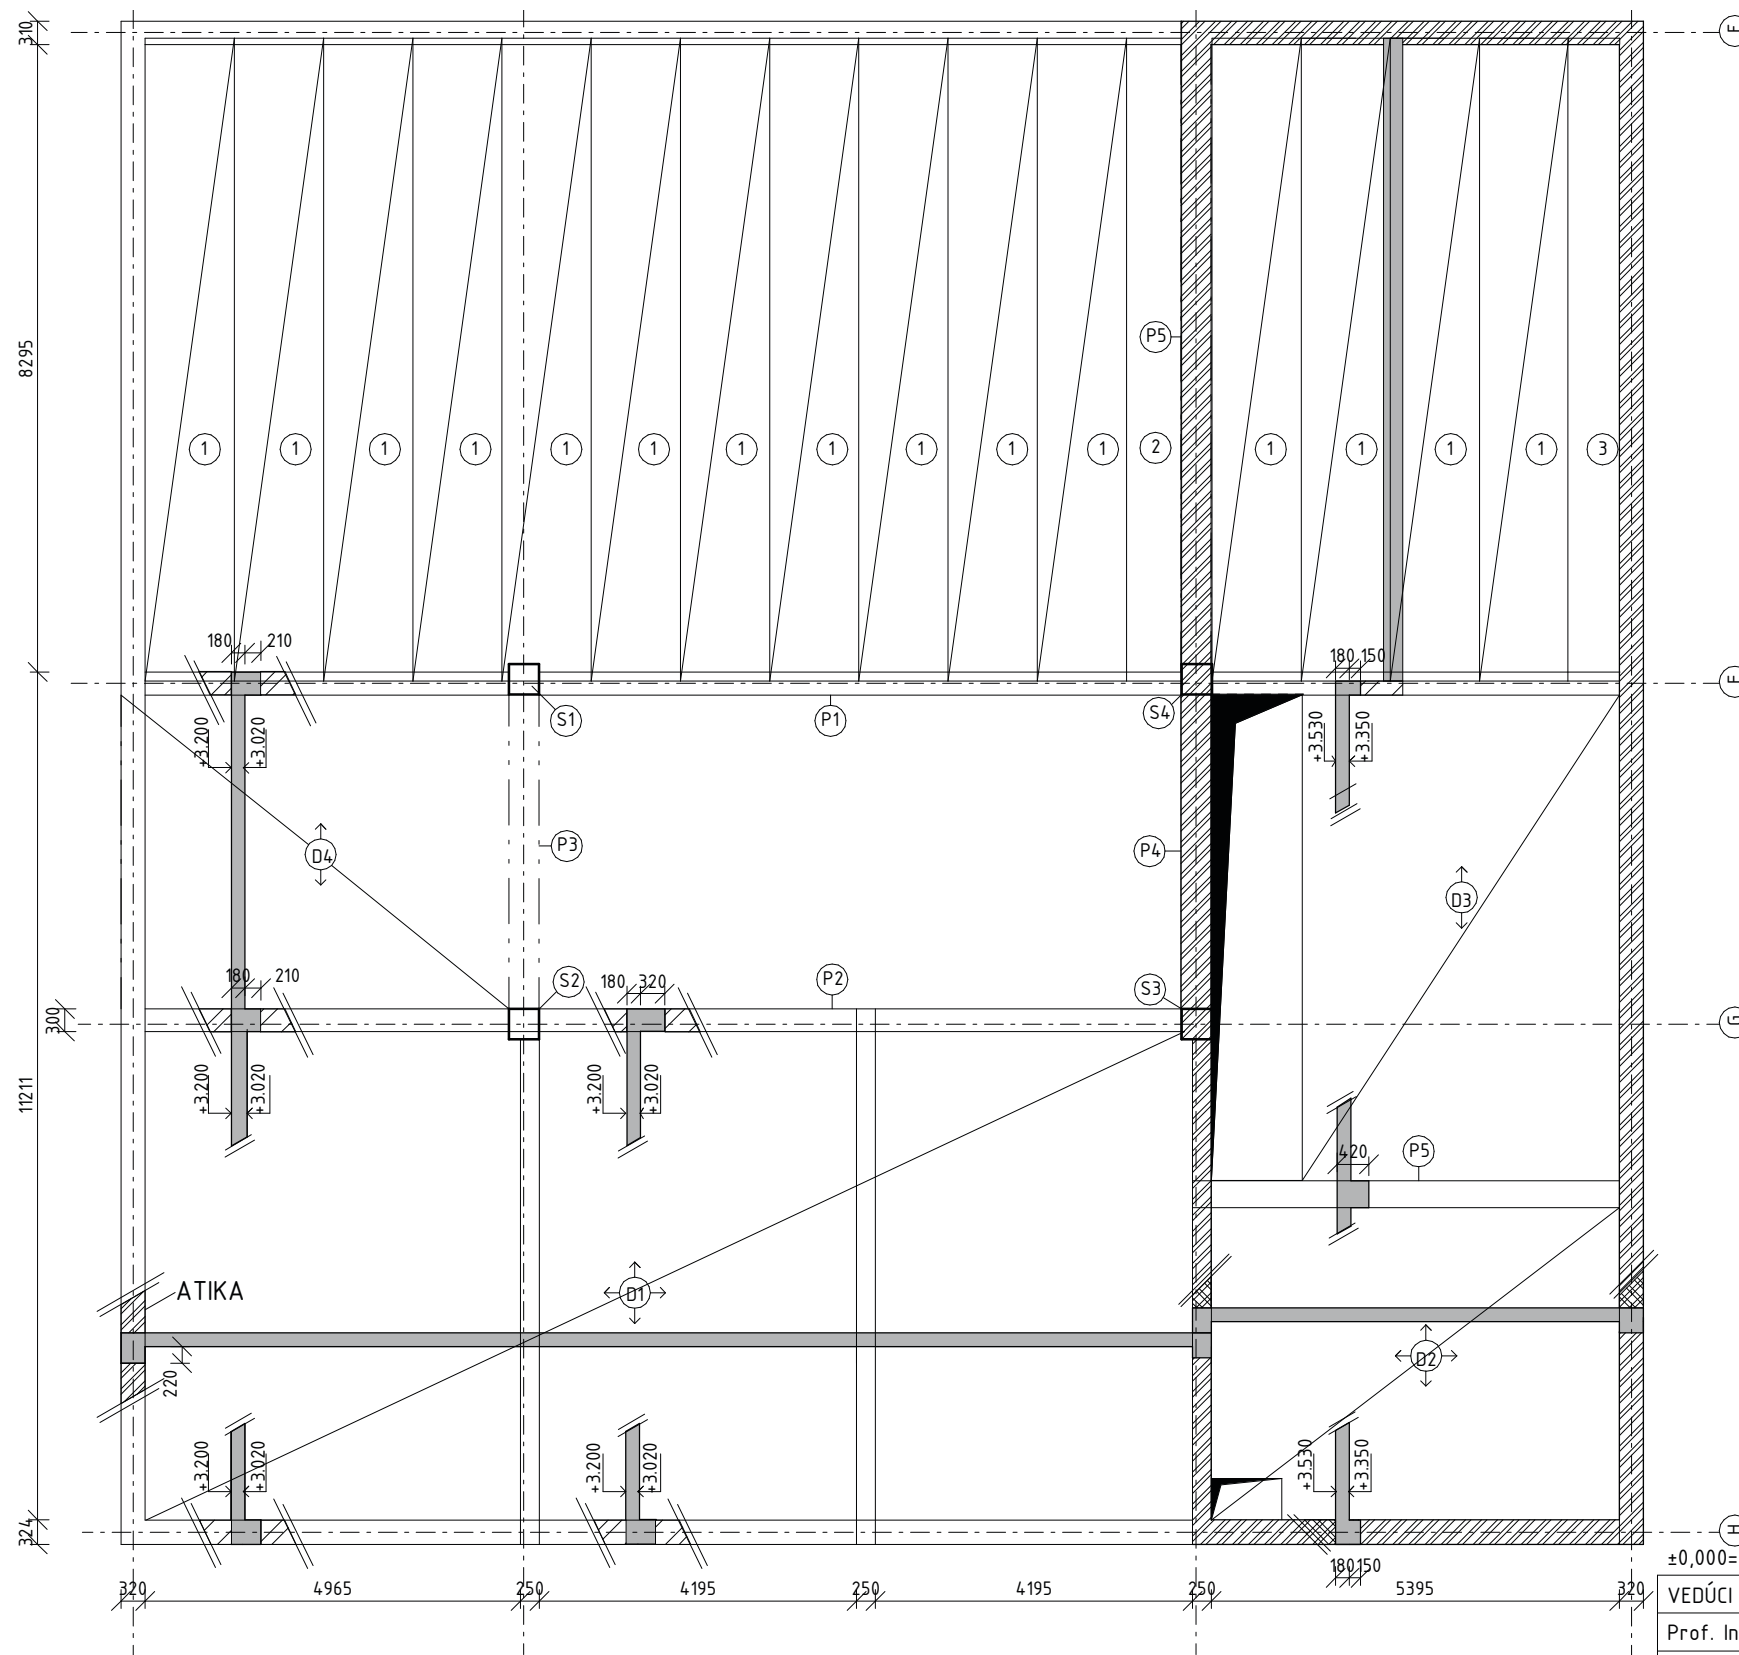 310
E
8295
P5
1 1 1 1 1 1 1 1 1 1 1 2 1 1 1 1 3
180 210
180 150
F
S1
P1
S4
+3.200
+3.020
+3.530
+3.350
P3
D4
P4
D3
180 210
S2
180 320
P2
S3
300
G
+3.200
+3.020
+3.200
+3.020
11211
420
P5
ATIKA
D1
D2
220
+3.200
+3.020
+3.200
+3.020
+3.530
+3.350
324
H
±0,000=
180 150
320 4965 250 4195 250 4195 250 5395 320
VEDÚCI
Prof. In